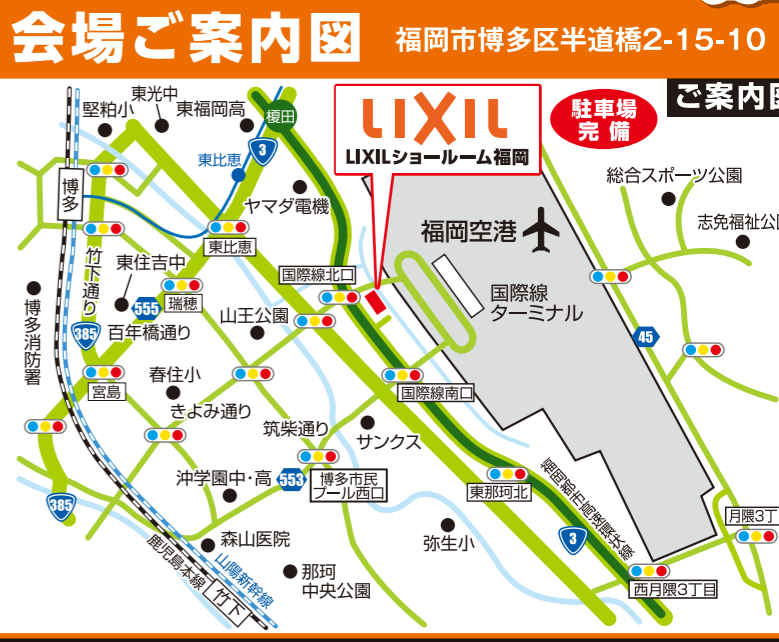 会場ご案内図
福岡市博多区半道橋2-15-10
ご案内図
LIXIL
LIXILショールーム福岡
駐車場
完備
堅粕小
東光中
東福岡高
榎田
3
東比恵
博多
ヤマダ電機
東比恵
総合スポーツ公園
志免福祉公
福岡空港
国際線
ターミナル
竹下通り
東住吉中
国際線北口
555
瑞穂
山王公園
博多消防署
385
百年橋通り
45
宮島
春住小
国際線南口
きよみ通り
筑紫通り
サンクス
沖学園中・高
553
博多市民
プール西口
東那珂北
福岡都市高速環状線
385
月隈3丁
森山医院
弥生小
3
鹿児島本線
山陽新幹線
竹下
那珂
中央公園
西月隈3丁目